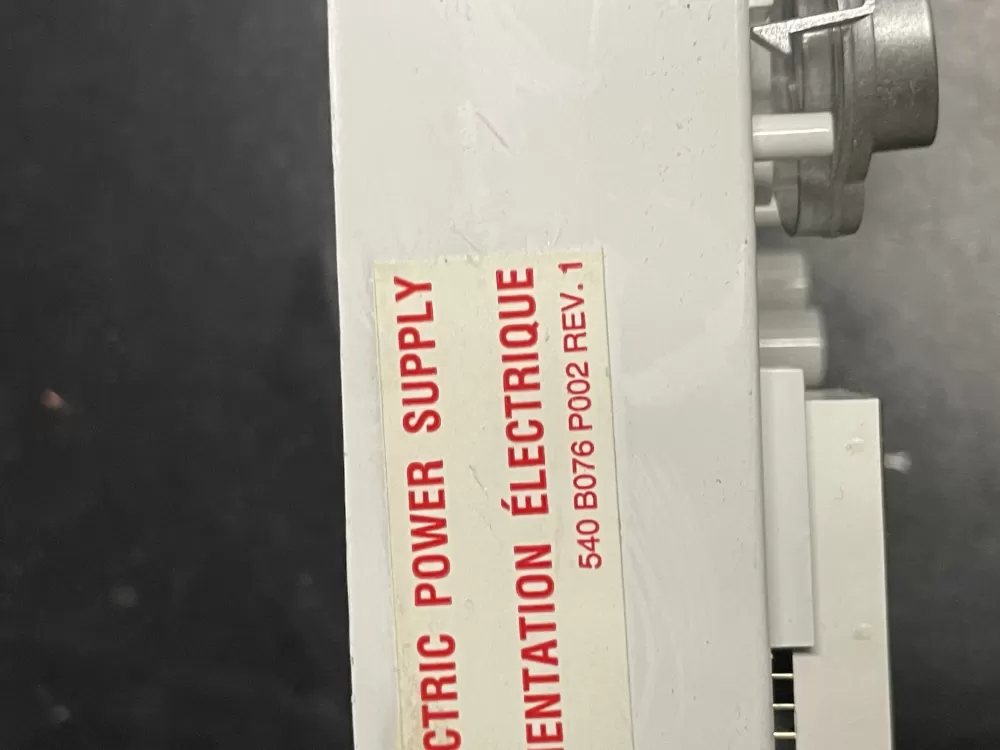 CTRIC POWER SUPPLY
ENTATION ÉLECTRIQUE
540 B076 P002 REV. 1